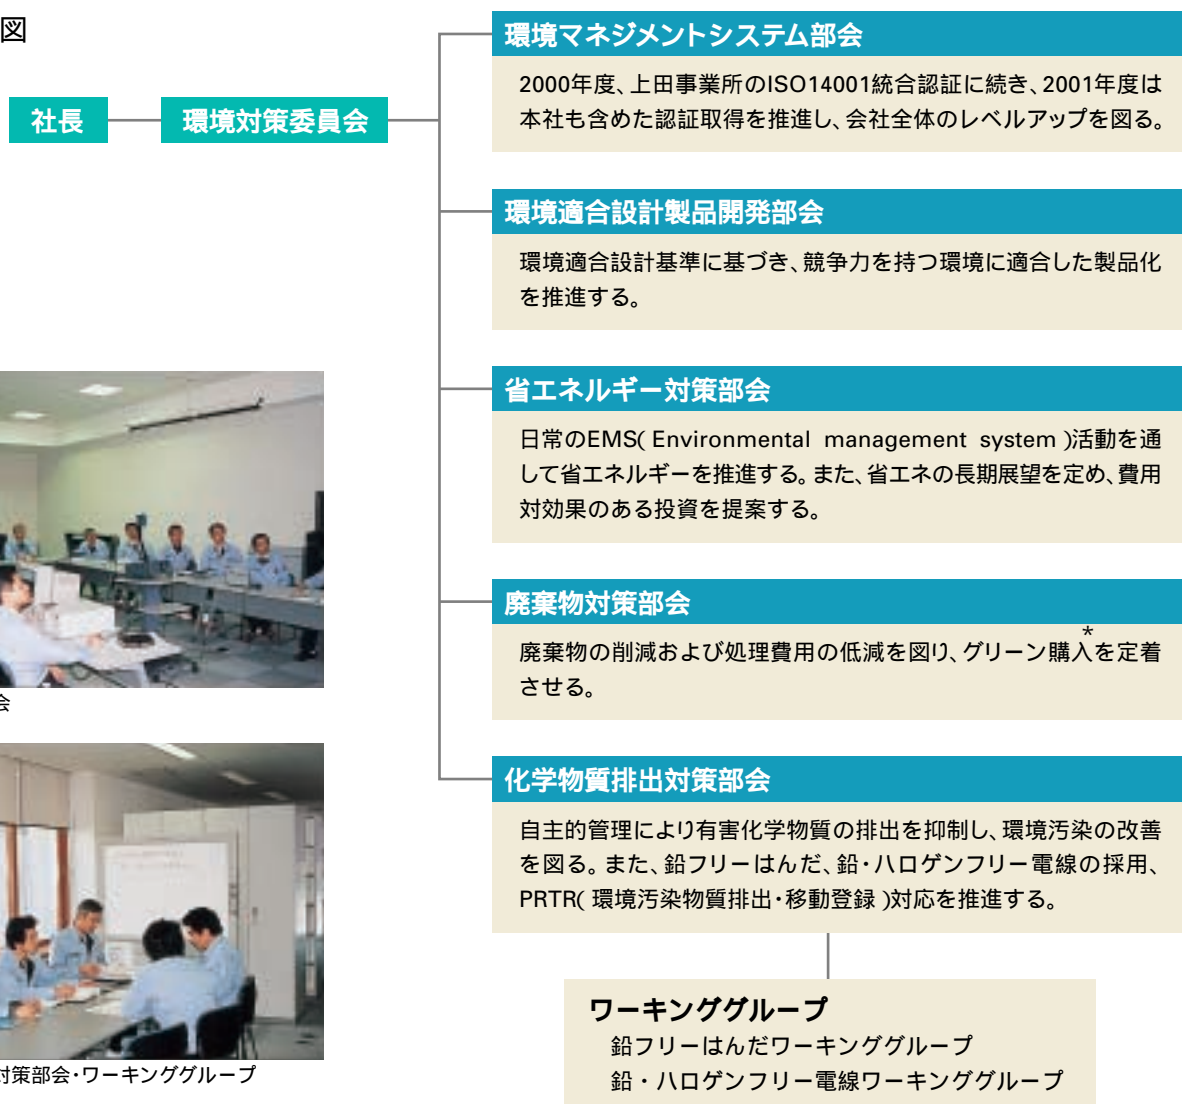 図
社長
環境対策委員会
環境マネジメントシステム部会
2000年度、上田事業所のISO14001統合認証に続き、2001年度は
本社も含めた認証取得を推進し、会社全体のレベルアップを図る。
環境適合設計製品開発部会
環境適合設計基準に基づき、競争力を持つ環境に適合した製品化
を推進する。
省エネルギー対策部会
日常のEMS( Environmental management system )活動を通
して省エネルギーを推進する。また、省エネの長期展望を定め、費用
対効果のある投資を提案する。
廃棄物対策部会
*
廃棄物の削減および処理費用の低減を図り、グリーン購入を定着
させる。
化学物質排出対策部会
自主的管理により有害化学物質の排出を抑制し、環境汚染の改善
を図る。また、鉛フリーはんだ、鉛・ハロゲンフリー電線の採用、
PRTR( 環境汚染物質排出・移動登録 )対応を推進する。
ワーキンググループ
鉛フリーはんだワーキンググループ
鉛・ハロゲンフリー電線ワーキンググループ
会
対策部会・ワーキンググループ